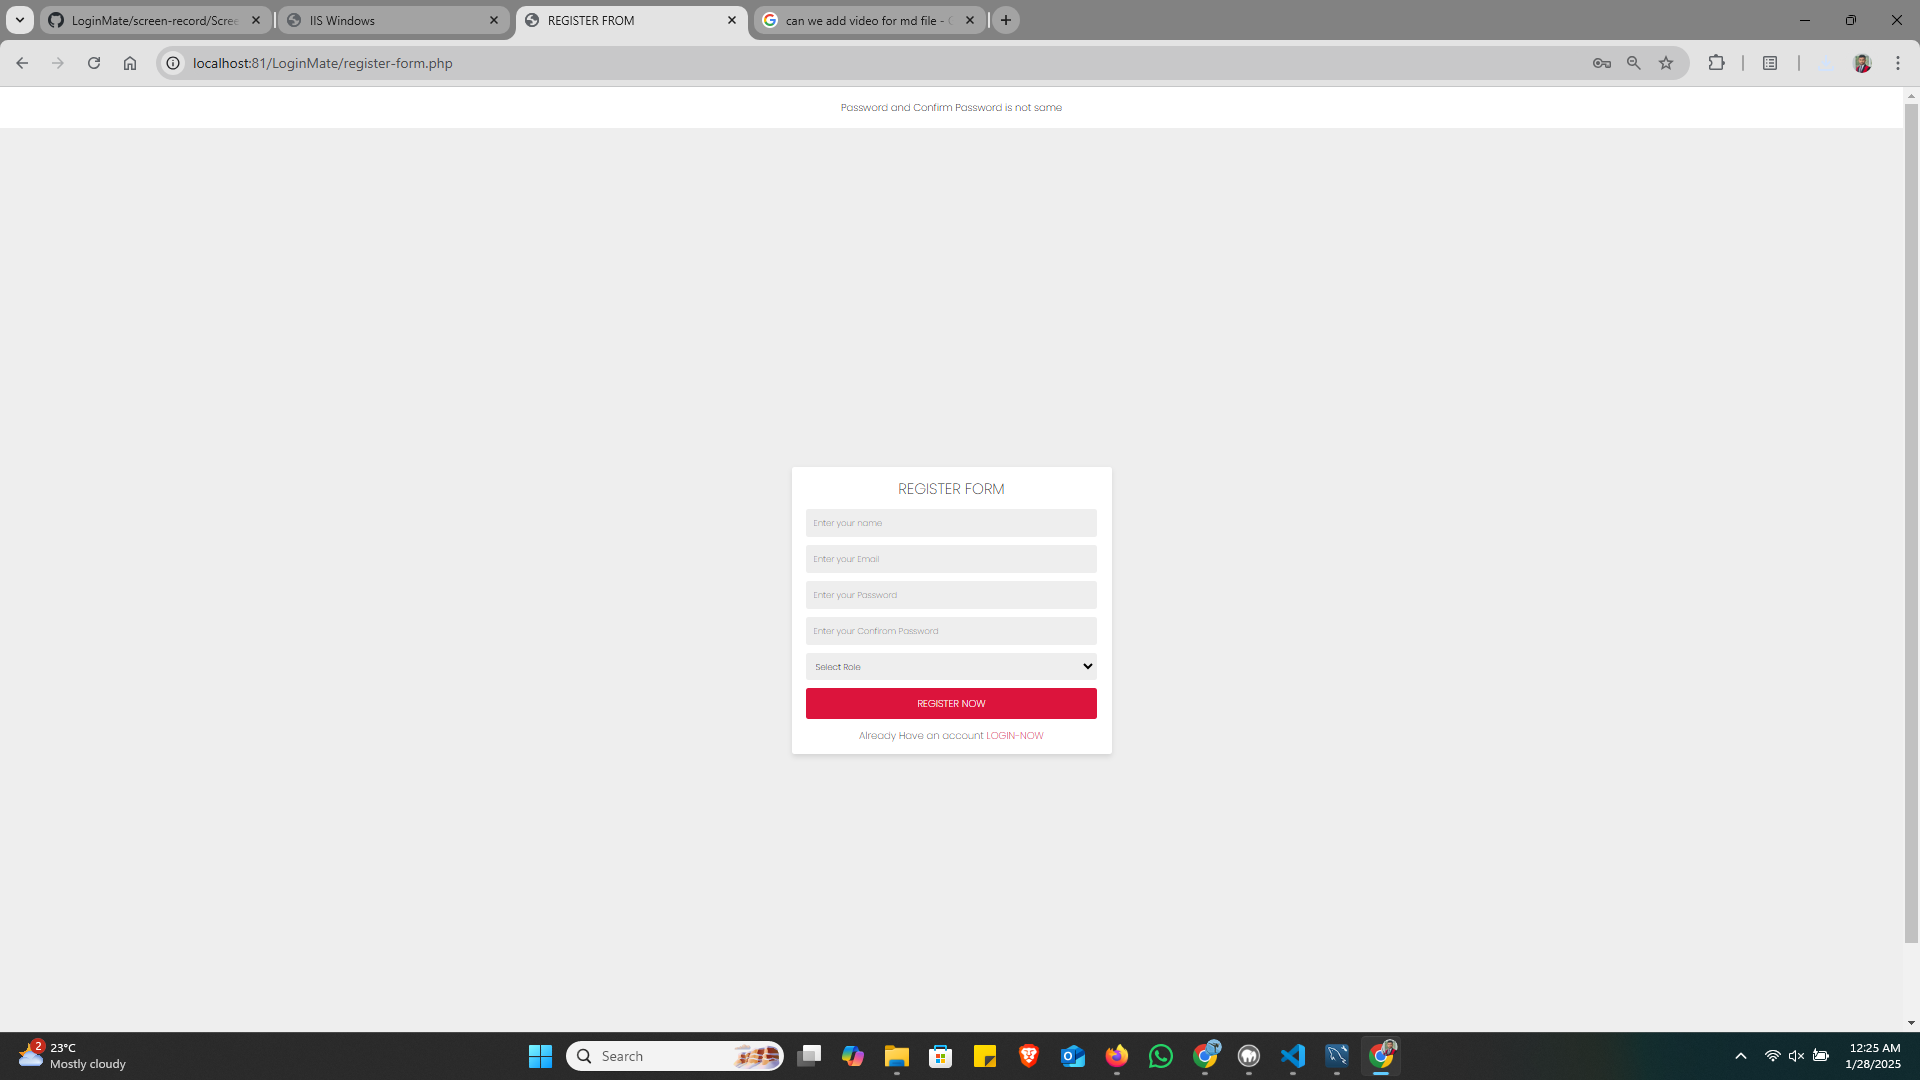 LoginMate/screen-record/Scree
IIS Windows
REGISTER FROM
can we add video for md file -
localhost:81/LoginMate/register-form.php
Password and Confirm Password is not same
REGISTER FORM
Enter your name
Enter your Email
Enter your Password
Enter your Confirom Password
Select Role
REGISTER NOW
Already Have an account LOGIN-NOW
2
23°C
Mostly cloudy
Search
12:25 AM
1/28/2025